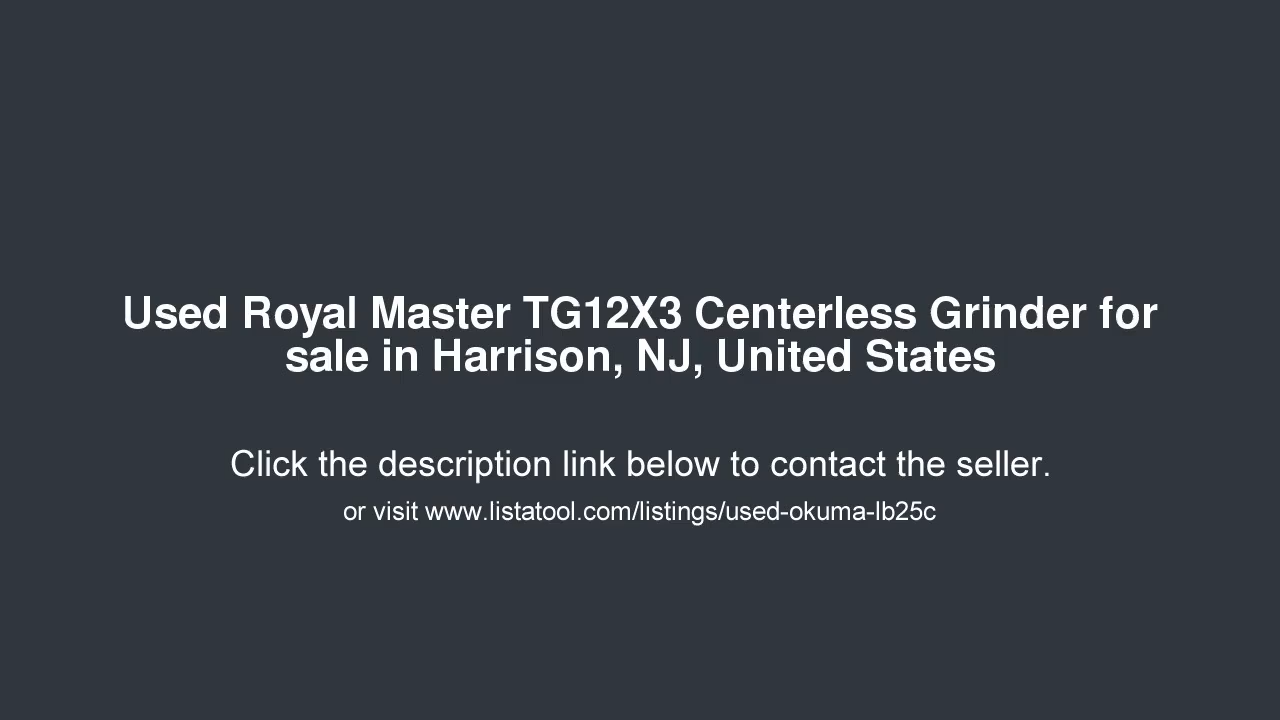 Used Royal Master TG12X3 Centerless Grinder for
sale in Harrison, NJ, United States
Click the description link below to contact the seller.
or visit www.listatool.com/listings/used-okuma-lb25c